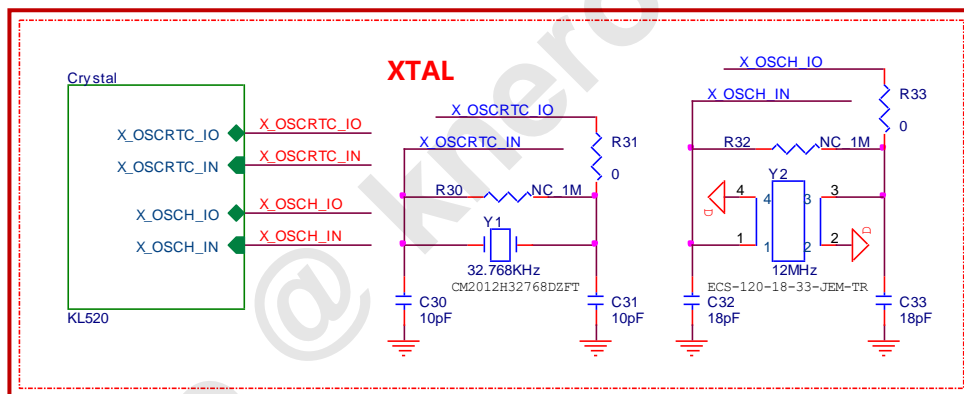 XTAL
Crystal
X_OSCRTC_IO
X_OSCRTC_IN
X_OSCH_IO
X_OSCH_IN
X_OSCRTC_IO
X_OSCRTC_IN
X_OSCH_IO
X_OSCH_IN
KL520
X_OSCRTC_IO
X_OSCRTC_IN
R31
0
R30
NC_1M
Y1
32.768KHz
CM2012H32768DZFT
C30
10pF
C31
10pF
X_OSCH_IO
X_OSCH_IN
R33
0
R32
NC_1M
Y2
4
4
3
3
1
1
2
2
D
D
12MHz
ECS-120-18-33-JEM-TR
C32
18pF
C33
18pF
@ knero